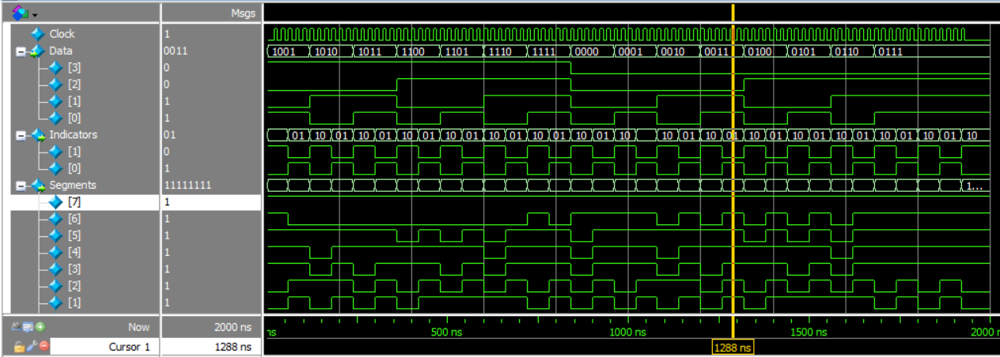 Msgs
Clock 1
Data 0011 1001 1010 1011 1100 1101 1110 1111 0000 0001 0010 0011 0100 0101 0110 0111
[3] 0
[2] 0
[1] 1
[0] 1
Indicators 01 01 10 01 10 01 10 01 10 01 10 01 10 01 10 01 10 10 01 10 01 10 01 10 01 10 01 10 01 10 01 10
[1] 0
[0] 1
Segments 11111111 1...
[7] 1
[6] 1
[5] 1
[4] 1
[3] 1
[2] 1
[1] 1
Now 2000 ns ns 500 ns 1000 ns 1500 ns 2000
Cursor 1 1288 ns 1288 ns